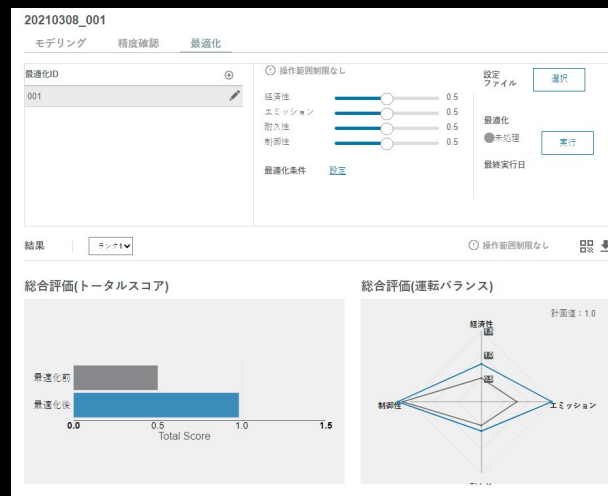 20210308_001
モデリング 精度確認 最適化
最適化ID
001
操作範囲制限なし
経済性 0.5
エミッション 0.5
耐久性 0.5
制御性 0.5
最適化条件 設定
設定
ファイル
選択
最適化
未処理
実行
最終実行日
結果
ランク1
操作範囲制限なし
総合評価(トータルスコア)
最適化前
最適化後
0.0 0.5 1.0 1.5
Total Score
総合評価(運転バランス)
計画値:1.0
経済性
制御性
エミッション